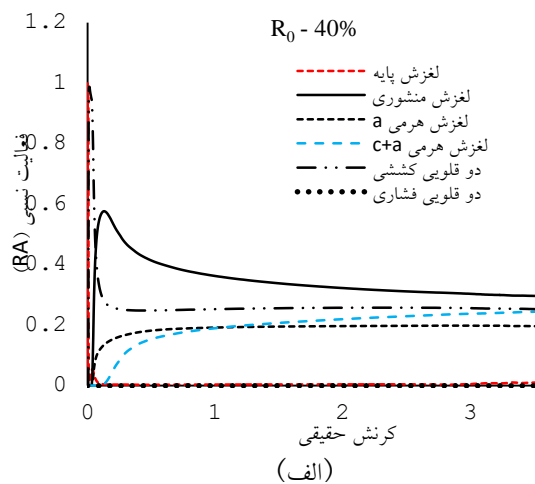 R0 - 40%
لغزش پایه
لغزش منشوری
لغزش هرمی a
لغزش هرمی c+a
دو قلویی کششی
دو قلویی فشاری
فعالیت نسبی (RA)
1.2
1
0.8
0.6
0.4
0.2
0
0 1 2 3
کرنش حقیقی
(الف)